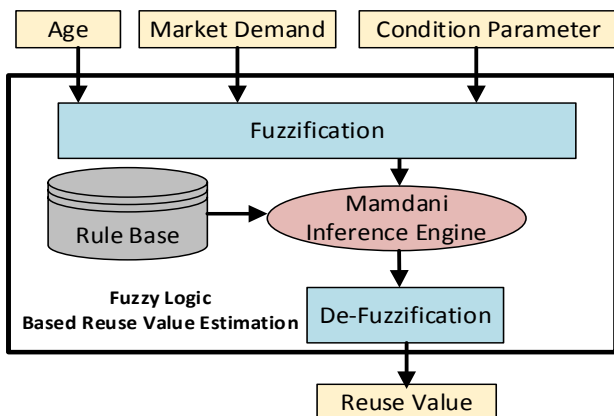 Age
Market Demand
Condition Parameter
Fuzzification
Rule Base
Mamdani
Inference Engine
Fuzzy Logic
Based Reuse Value Estimation
De-Fuzzification
Reuse Value